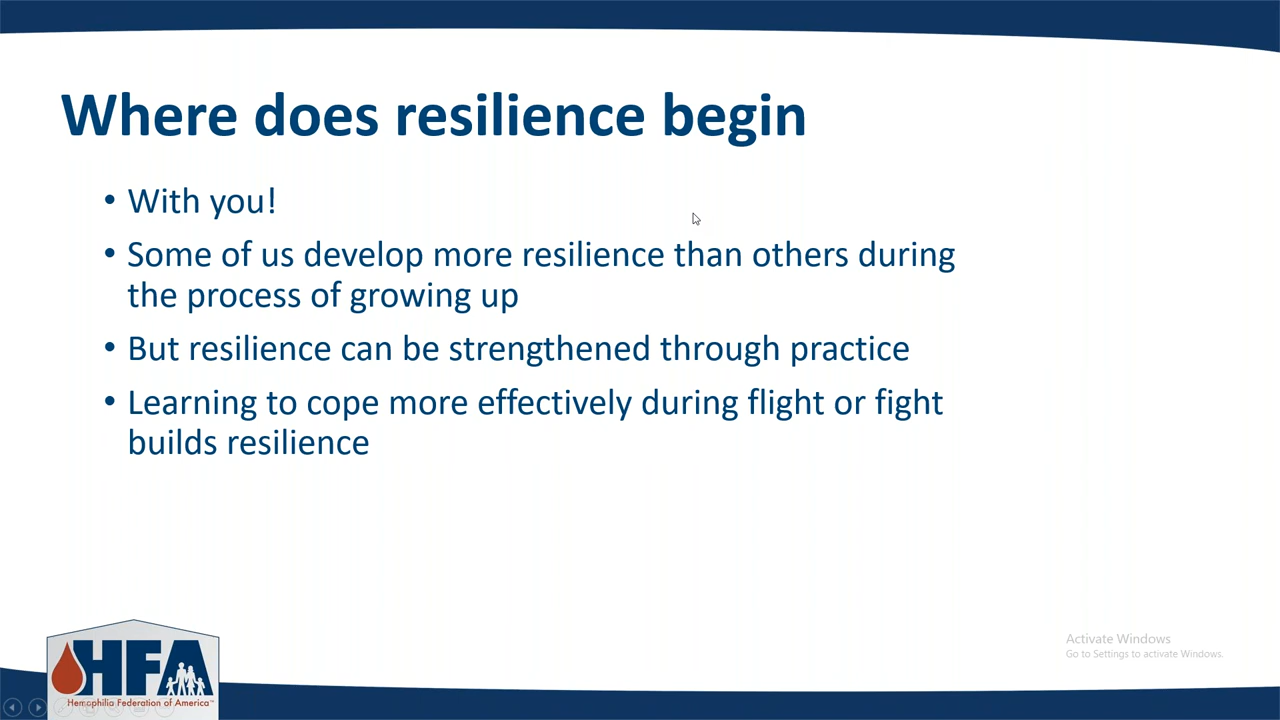 Where does resilience begin
• With you!
• Some of us develop more resilience than others during
the process of growing up
• But resilience can be strengthened through practice
• Learning to cope more effectively during flight or fight
builds resilience
HFA
Hemophilia Federation of America™
Activate Windows
Go to Settings to activate Windows.